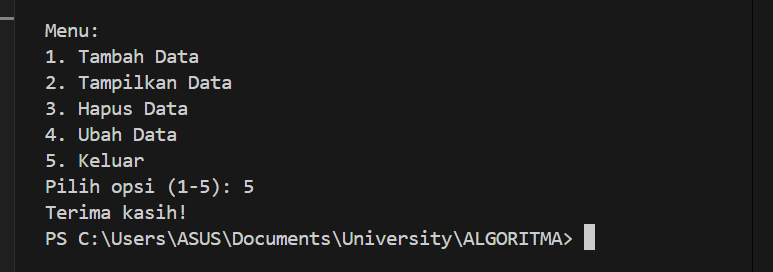 Menu:
1. Tambah Data
2. Tampilkan Data
3. Hapus Data
4. Ubah Data
5. Keluar
Pilih opsi (1-5): 5
Terima kasih!
PS C:\Users\ASUS\Documents\University\ALGORITMA>